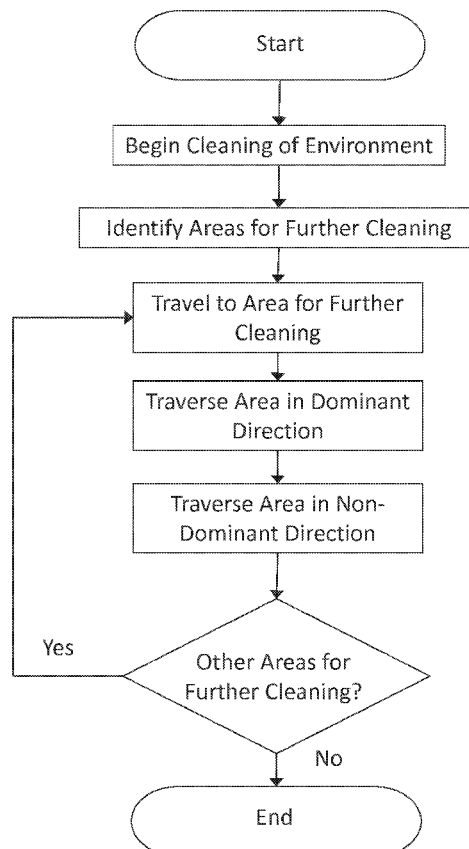 Start
Begin Cleaning of Environment
Identify Areas for Further Cleaning
Travel to Area for Further
Cleaning
Traverse Area in Dominant
Direction
Traverse Area in Non-
Dominant Direction
Yes
Other Areas for
Further Cleaning?
No
End